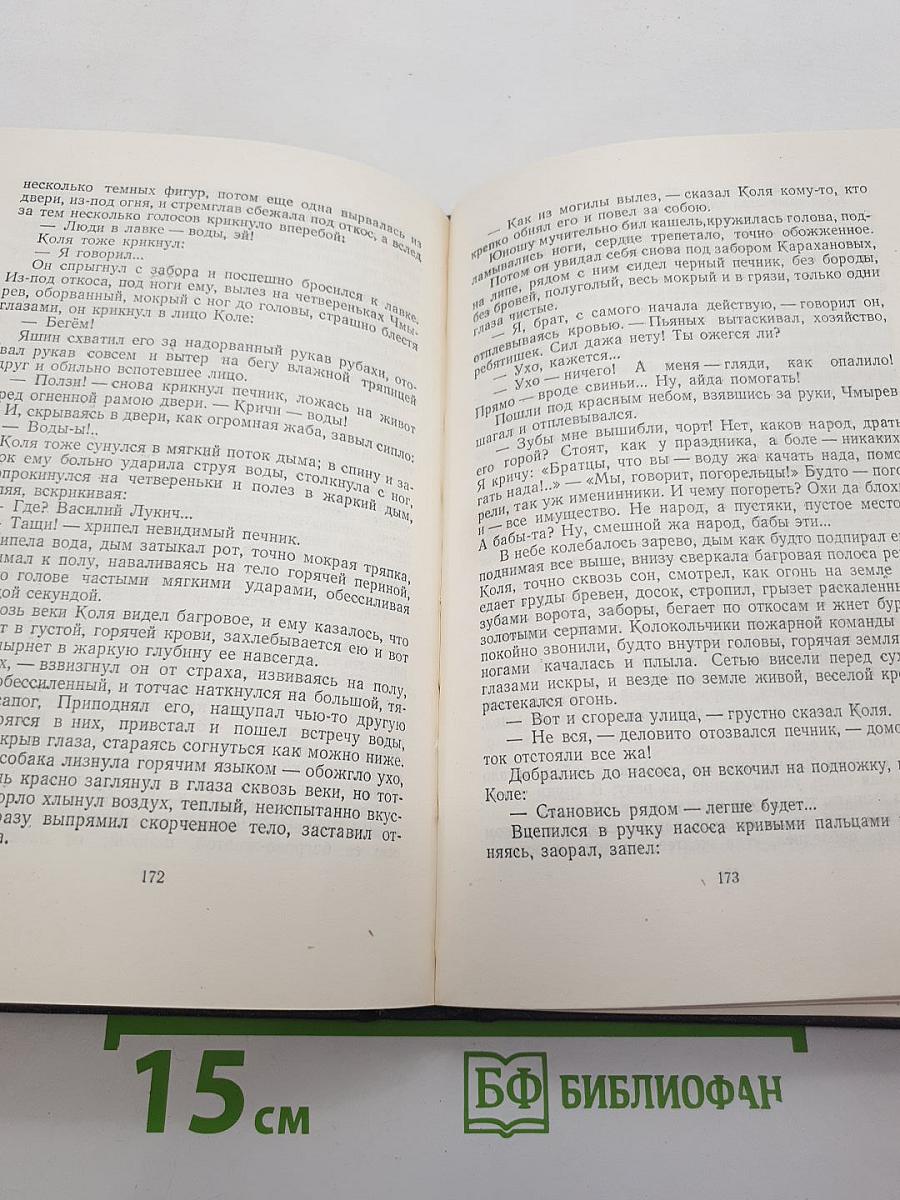 несколько темных фигур, потом еще одна вырвалась из
двери, из-под огня, и стремглав сбежала под откос, а вслед
за тем несколько голосов крикнуло вперебой:
— Люди в лавке — воды, эй!
Коля тоже крикнул:
— Я говорил...
Он спрыгнул с забора и поспешно бросился к лавке.
Из-под откоса, под ноги ему, вылез на четвереньках Чмы-
рев, оборванный, мокрый с ног до головы, страшно блестя
глазами, он крикнул в лицо Коле:
— Бегём!
Яшин схватил его за надорванный рукав рубахи, ото-
вал рукав совсем и вытер на бегу влажной тряпицей
друг и обильно вспотевшее лицо.
— Ползи! — снова крикнул печник, ложась на живот
ред огненной рамою двери. — Кричи — воды!
И, скрываясь в двери, как огромная жаба, завыл сипло:
— Воды-ы!..
Коля тоже сунулся в мягкий поток дыма; в спину и за-
ок ему больно ударила струя воды, столкнула с ног,
опрокинулся на четвереньки и полез в жаркий дым,
ляя, вскрикивая:
— Где? Василий Лукич...
— Тащи! — хрипел невидимый печник.
ипела вода, дым затыкал рот, точно мокрая тряпка,
имал к полу, наваливаясь на тело горячей периной,
о голове частыми мягкими ударами, обессиливая
дой секундой.
возь веки Коля видел багровое, и ему казалось, что
т в густой, горячей крови, захлебывается ею и вот
ырнет в жаркую глубину ее навсегда.
х, — взвизгнул он от страха, извиваясь на полу,
обессиленный, и тотчас наткнулся на большой, тя-
сапог, Приподнял его, нащупал чью-то другую
рягся в них, привстал и пошел встречу воды,
крыв глаза, стараясь согнуться как можно ниже.
собака лизнула горячим языком — обожгло ухо,
нь красно заглянул в глаза сквозь веки, но тот-
орло хлынул воздух, теплый, неиспытанно вкус-
разу выпрямил скорченное тело, заставил от-
а.
172
— Как из могилы вылез, — сказал Коля кому-то, кто
крепко обнял его и повел за собою.
Юношу мучительно бил кашель,кружилась голова, под-
ламывались ноги, сердце трепетало, точно обожженное.
Потом он увидал себя снова под забором Карахановых,
на липе, рядом с ним сидел черный печник, без бороды,
без бровей, полуголый, весь мокрый и в грязи, только одни
глаза чистые.
— Я, брат, с самого начала действую, — говорил он,
отплевываясь кровью. — Пьяных вытаскивал, хозяйство,
ребятишек. Сил дажа нету! Ты ожегся ли?
— Ухо, кажется...
— Ухо — ничего! А меня — гляди, как опалило!
Прямо — вроде свиньи... Ну, айда помогать!
Пошли под красным небом, взявшись за руки, Чмырев
шагал и отплевывался.
— Зубы мне вышибли, чорт! Нет, каков народ, драть
его горой? Стоят, как у праздника, а боле — никаких
Я кричу: «Братцы, что вы — воду жа качать нада, помо
гать нада!..» — «Мы, говорит, погорельцы!» Будто — пого
рели, так уж именинники. И чему погореть? Охи да блох
и — все имущество. Не народ, а пустяки, пустое место
А бабы-та? Ну, смешной жа народ, бабы эти...
В небе колебалось зарево, дым как будто подпирал е
поднимая все выше, внизу сверкала багровая полоса ре
Коля, точно сквозь сон, смотрел, как огонь на земле
едает груды бревен, досок, стропил, грызет раскаленны
зубами ворота, заборы, бегает по откосам и жнет бур
золотыми серпами. Колокольчики пожарной команды
покойно звонили, будто внутри головы, горячая земля
ногами качалась и плыла. Сетью висели перед сух
глазами искры, и везде по земле живой, веселой кро
растекался огонь.
— Вот и сгорела улица, — грустно сказал Коля.
— Не вся, — деловито отозвался печник, — домо
ток отстояли все жа!
Добрались до насоса, он вскочил на подножку,
Коле:
— Становись рядом — легше будет...
Вцепился в ручку насоса кривыми пальцами
няясь, заорал, запел:
173
15 см
БФ БИБЛИОФАН